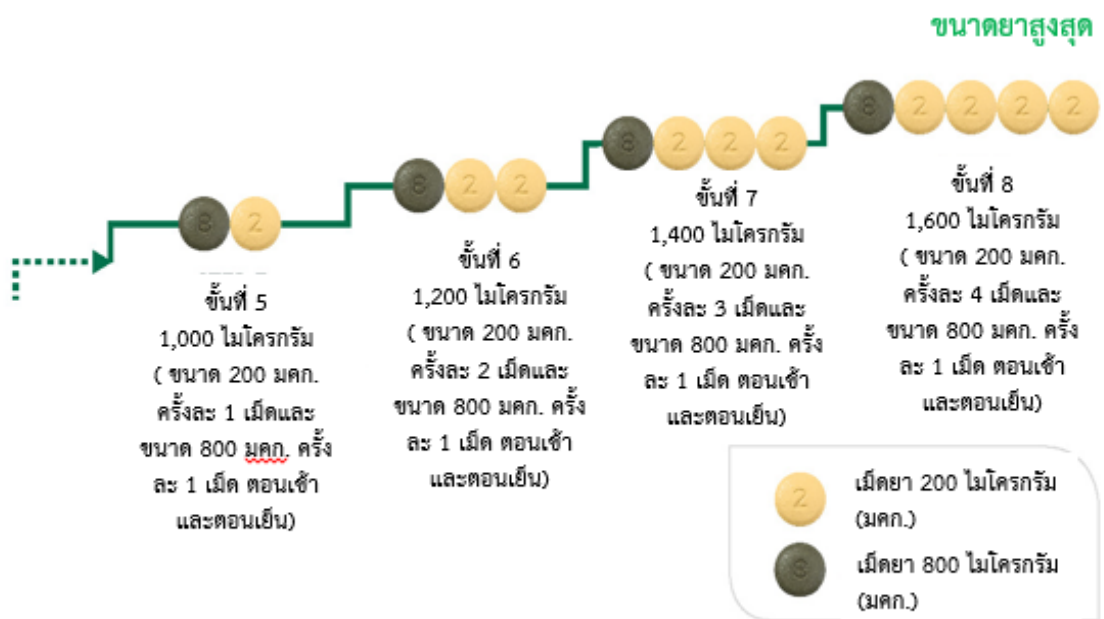 ขนาดยาสูงสุด
8 2
8 2 2
8 2 2 2
8 2 2 2 2
ขั้นที่ 5
1,000 ไมโครกรัม
( ขนาด 200 มคก.
ครั้งละ 1 เม็ดและ
ขนาด 800 มคก. ครั้ง
ละ 1 เม็ด ตอนเช้า
และตอนเย็น)
ขั้นที่ 6
1,200 ไมโครกรัม
( ขนาด 200 มคก.
ครั้งละ 2 เม็ดและ
ขนาด 800 มคก. ครั้ง
ละ 1 เม็ด ตอนเช้า
และตอนเย็น)
ขั้นที่ 7
1,400 ไมโครกรัม
( ขนาด 200 มคก.
ครั้งละ 3 เม็ดและ
ขนาด 800 มคก. ครั้ง
ละ 1 เม็ด ตอนเช้า
และตอนเย็น)
ขั้นที่ 8
1,600 ไมโครกรัม
( ขนาด 200 มคก.
ครั้งละ 4 เม็ดและ
ขนาด 800 มคก. ครั้ง
ละ 1 เม็ด ตอนเช้า
และตอนเย็น)
2
เม็ดยา 200 ไมโครกรัม
(มคก.)
8
เม็ดยา 800 ไมโครกรัม
(มคก.)